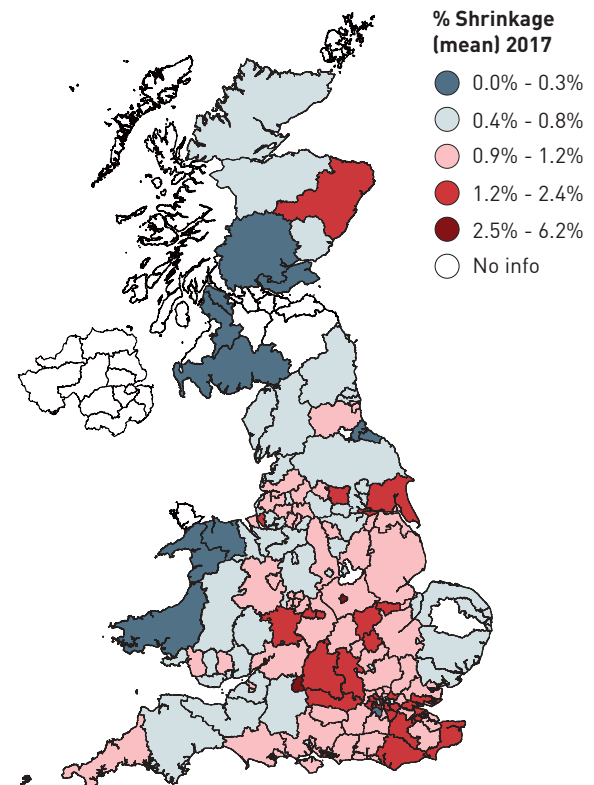 % Shrinkage
(mean) 2017
0.0% - 0.3%
0.4% - 0.8%
0.9% - 1.2%
1.2% - 2.4%
2.5% - 6.2%
No info